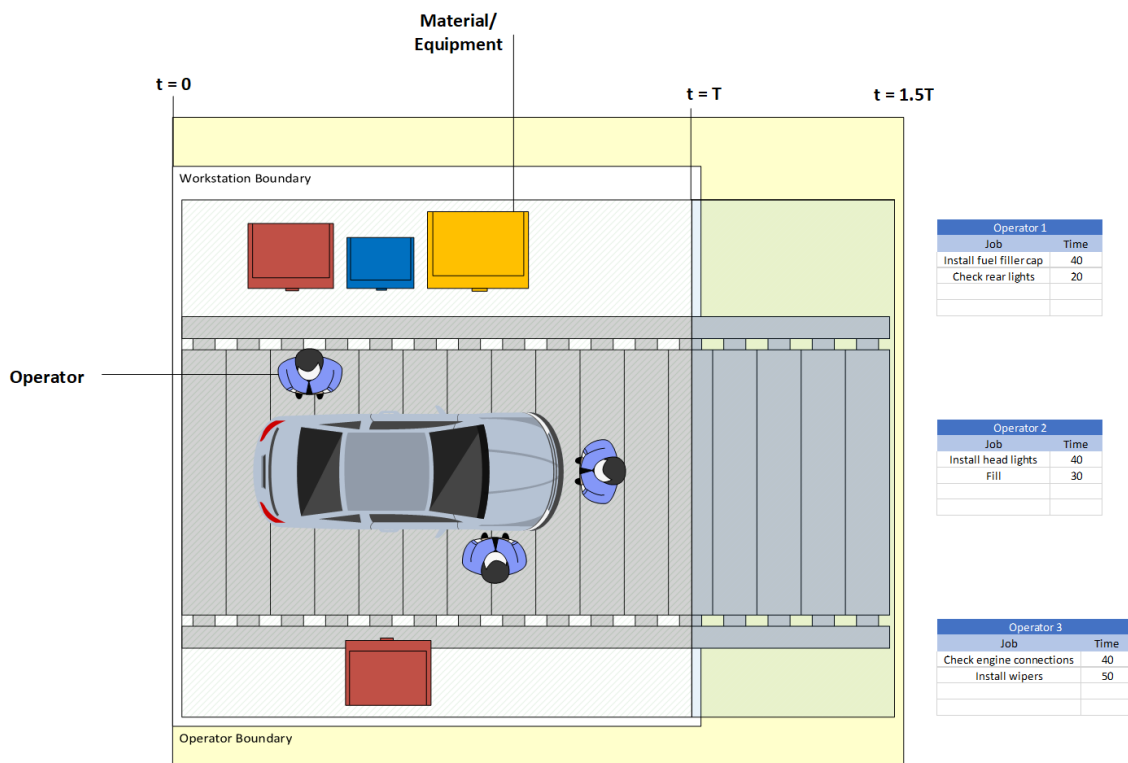 Material/
Equipment
t = 0
t = T
t = 1.5T
Workstation Boundary
Operator
Operator Boundary
Operator 1
Job Time
Install fuel filler cap 40
Check rear lights 20
Operator 2
Job Time
Install head lights 40
Fill 30
Operator 3
Job Time
Check engine connections 40
Install wipers 50